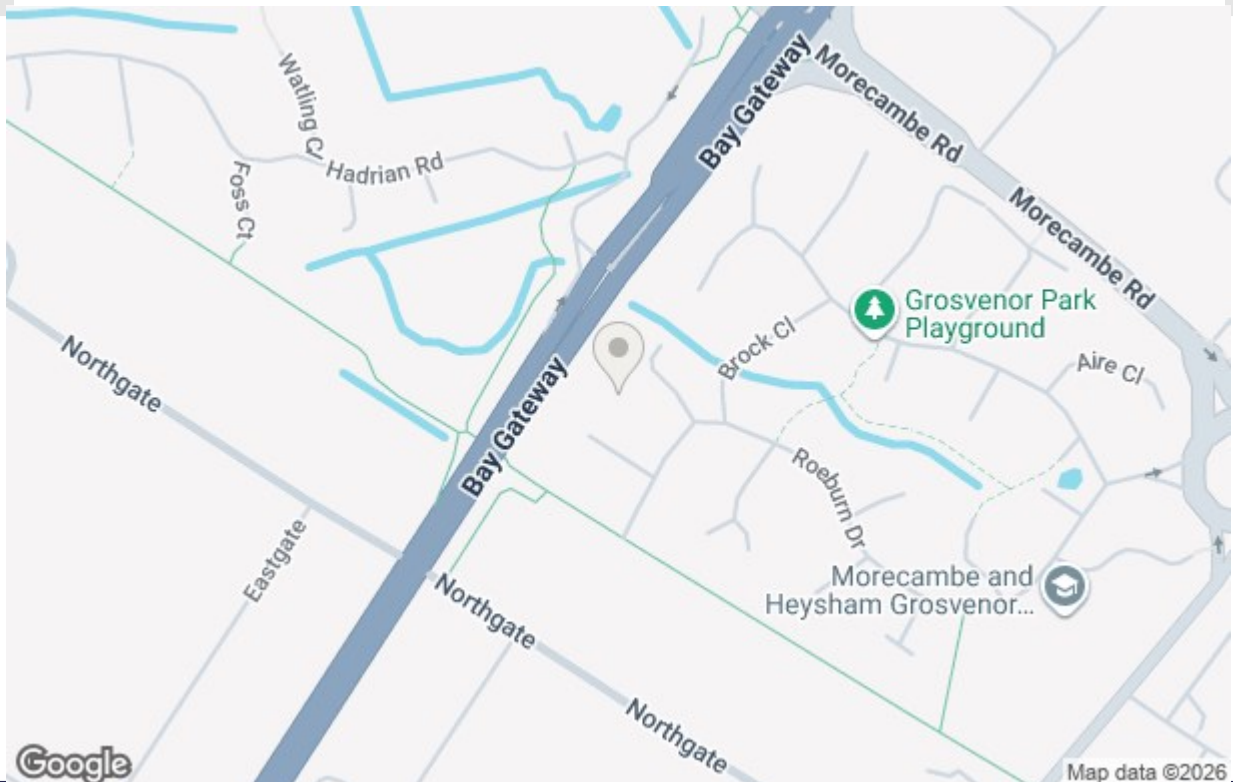 Watling C
Hadrian Rd
Foss Ct
Bay Gateway
Morecambe Rd
Morecambe Rd
Grosvenor Park
Playground
Brock Cl
Aire Cl
Northgate
Bay Gateway
Roeburn Dr
Eastgate
Morecambe and
Heysham Grosvenor...
Northgate
Northgate
Google
Map data ©2026